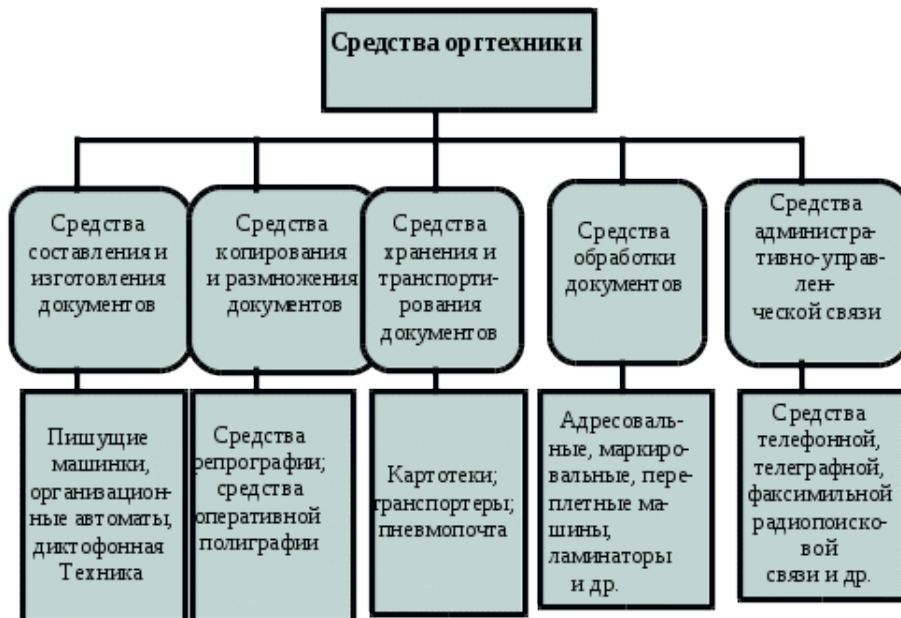 Средства оргтехники
Средства
составления и
изготовления
документов
Средства
копирования
и размножения
документов
Средства
хранения и
транспорти-
рования
документов
Средства
обработки
документов
Средства
административ-
тивно-управ-
лен-
ческой связи
Пишущие
машинки,
организацион-
ные автоматы,
диктофонная
Техника
Средства
репрографии;
средства
оперативной
полиграфии
Картотеки;
транспортеры;
пневмопочта
Адресоваль-
ные, маркиро-
вальные, пере-
плетные ма-
шины,
ламинаторы
и др.
Средства
телефонной,
телеграфной,
факсимильной
радиопоиско-
вой
связи и др.